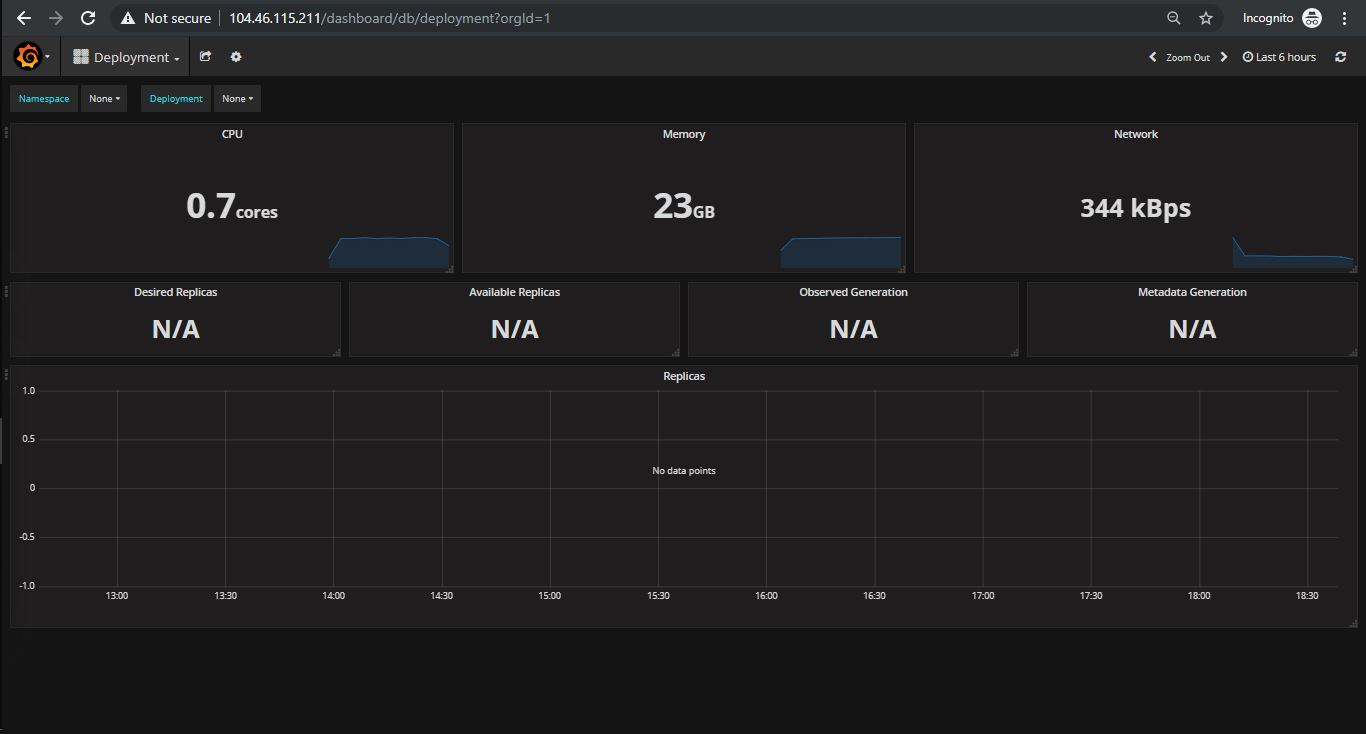 Not secure 104.46.115.211/dashboard/db/deployment?orgId=1 Incognito
Deployment Zoom Out Last 6 hours
Namespace None Deployment None
CPU Memory Network
0.7cores 23GB 344 kBps
Desired Replicas Available Replicas Observed Generation Metadata Generation
N/A N/A N/A N/A
Replicas
1.0
0.5
No data points
0
-0.5
-1.0
13:00 13:30 14:00 14:30 15:00 15:30 16:00 16:30 17:00 17:30 18:00 18:30